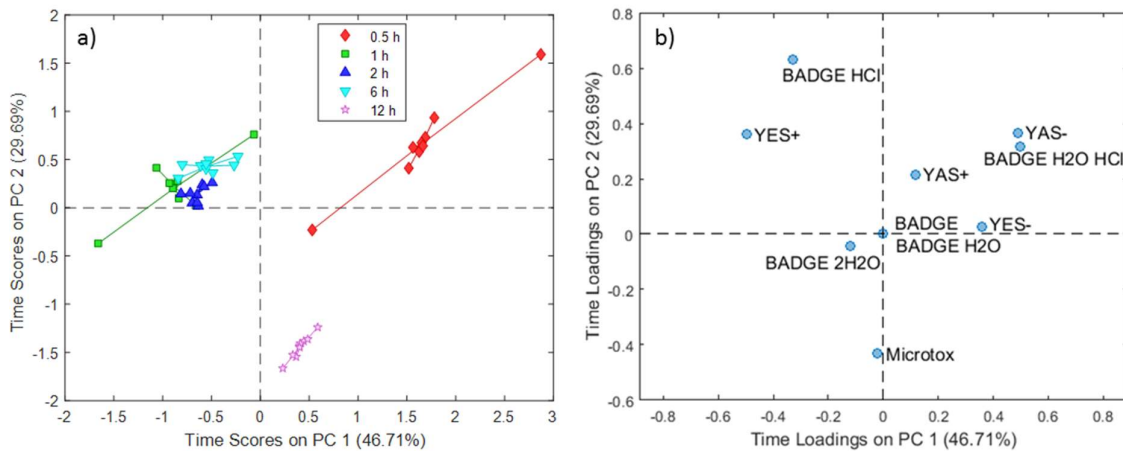 a)
0.5 h
1 h
2 h
6 h
12 h
2
1.5
1
0.5
0
-0.5
-1
-1.5
-2
-2 -1.5 -1 -0.5 0 0.5 1 1.5 2 2.5 3
Time Scores on PC 2 (29.69%)
Time Scores on PC 1 (46.71%)
b)
BADGE HCl
YES+
YAS-
BADGE H2O HCl
YAS+
BADGE
YES-
BADGE H2O
BADGE 2H2O
Microtox
0.8
0.6
0.4
0.2
0
-0.2
-0.4
-0.6
-0.8 -0.6 -0.4 -0.2 0 0.2 0.4 0.6 0.8
Time Loadings on PC 2 (29.69%)
Time Loadings on PC 1 (46.71%)